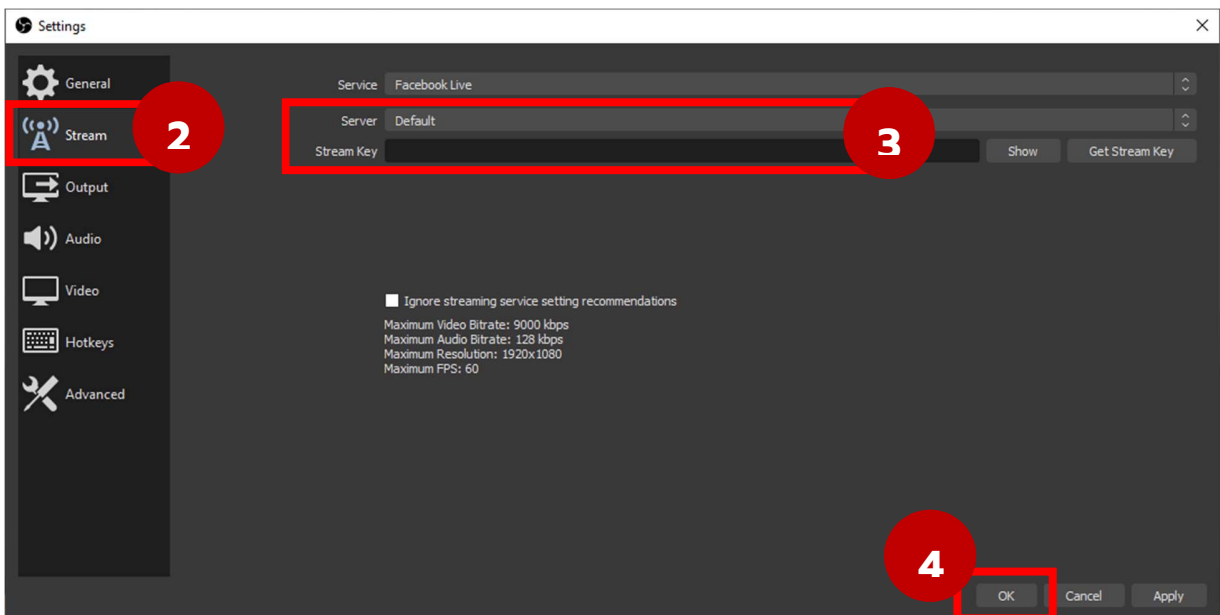 Settings
General
Stream
2
Output
Audio
Video
Hotkeys
Advanced
Service Facebook Live
Server Default
3
Stream Key Show Get Stream Key
Ignore streaming service setting recommendations
Maximum Video Bitrate: 9000 kbps
Maximum Audio Bitrate: 128 kbps
Maximum Resolution: 1920x1080
Maximum FPS: 60
4
OK Cancel Apply